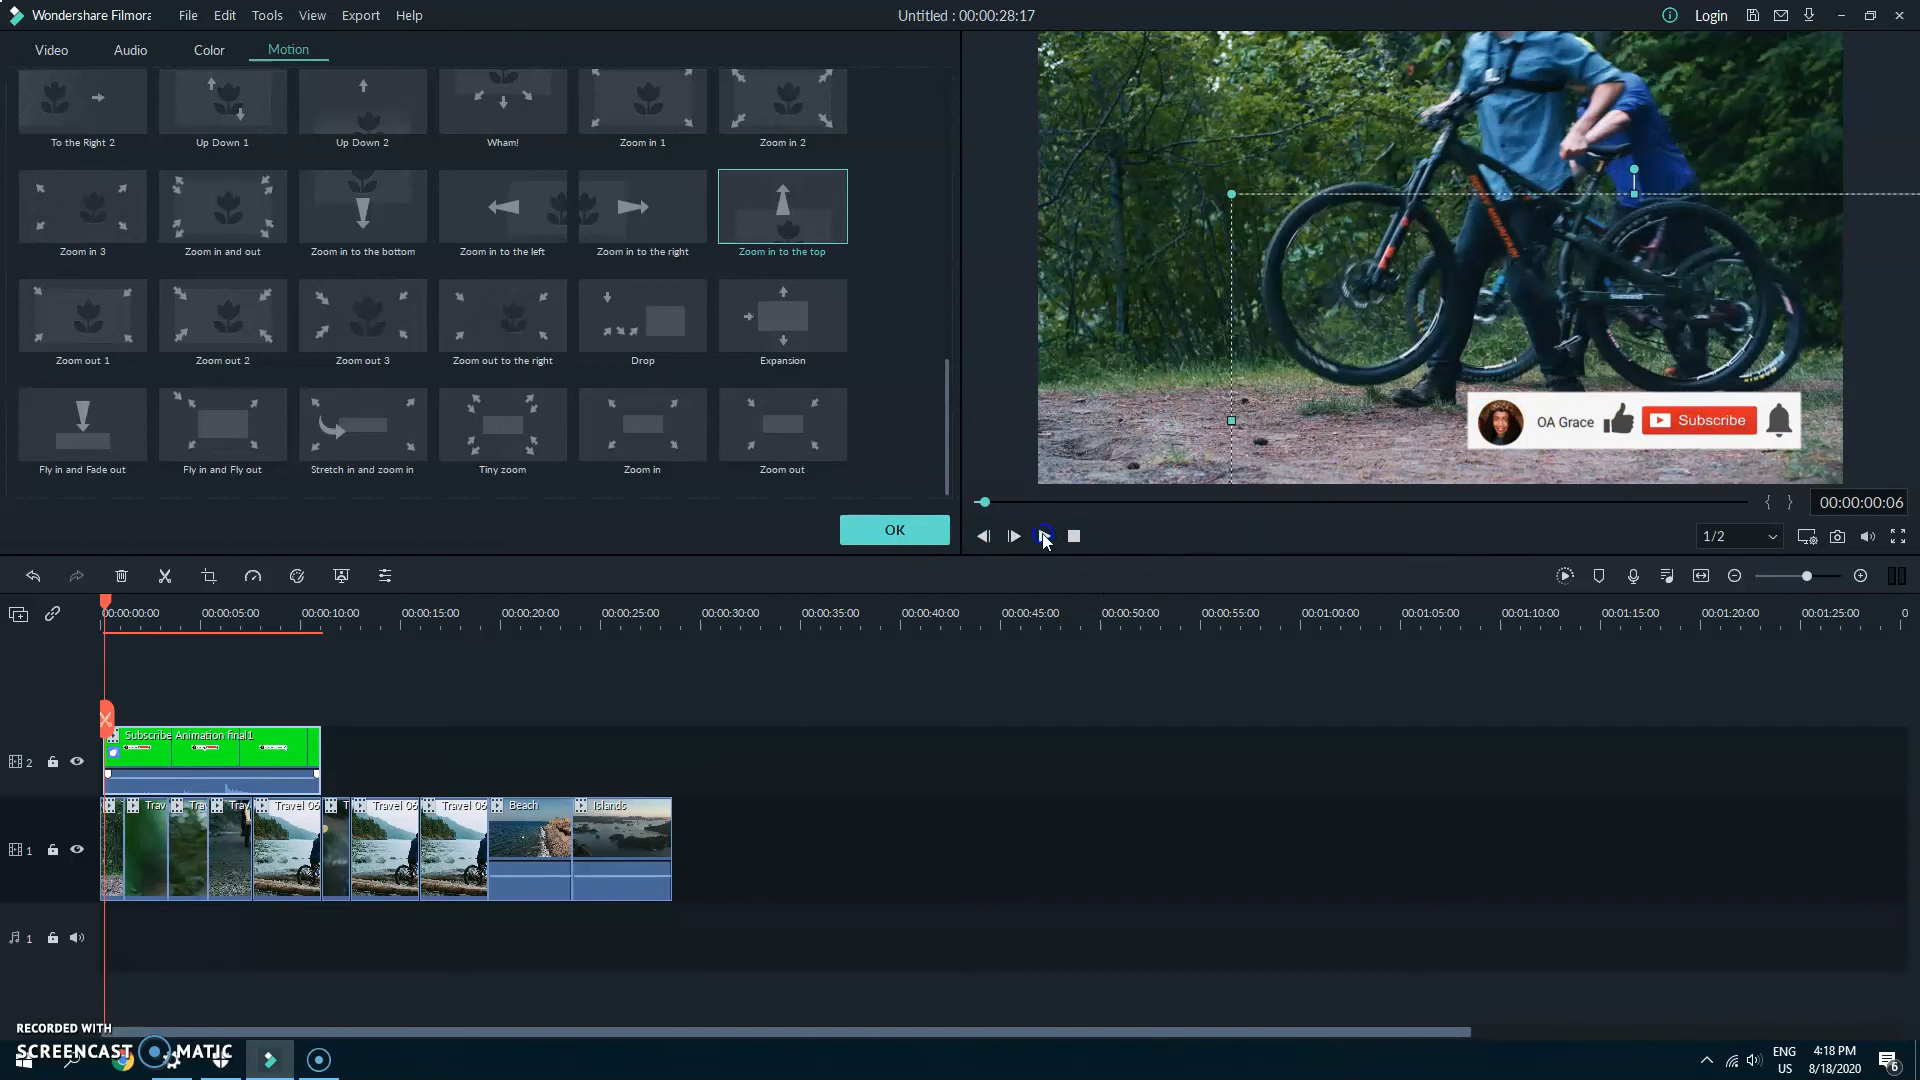 Wondershare Filmora File Edit Tools View Export Help Untitled : 00:00:28:17 Login
Video Audio Color Motion
To the Right 2 Up Down 1 Up Down 2 Wham! Zoom in 1 Zoom in 2
Zoom in 3 Zoom in and out Zoom in to the bottom Zoom in to the left Zoom in to the right Zoom in to the top
Zoom out 1 Zoom out 2 Zoom out 3 Zoom out to the right Drop Expansion
Fly in and Fade out Fly in and Fly out Stretch in and zoom in Tiny zoom Zoom in Zoom out
OA Grace Subscribe
00:00:00:06
OK
1/2
00:00:00:00 00:00:05:00 00:00:10:00 00:00:15:00 00:00:20:00 00:00:25:00 00:00:30:00 00:00:35:00 00:00:40:00 00:00:45:00 00:00:50:00 00:00:55:00 00:01:00:00 00:01:05:00 00:01:10:00 00:01:15:00 00:01:20:00 00:01:25:00 0
Subscribe Animation final1
2
Trav Tra Tray Travel 06 T Travel 06 Travel 06 Beach Islands
1
1
RECORDED WITH
SCREENCAST MATIC
ENG 4:18 PM
US 8/18/2020 6